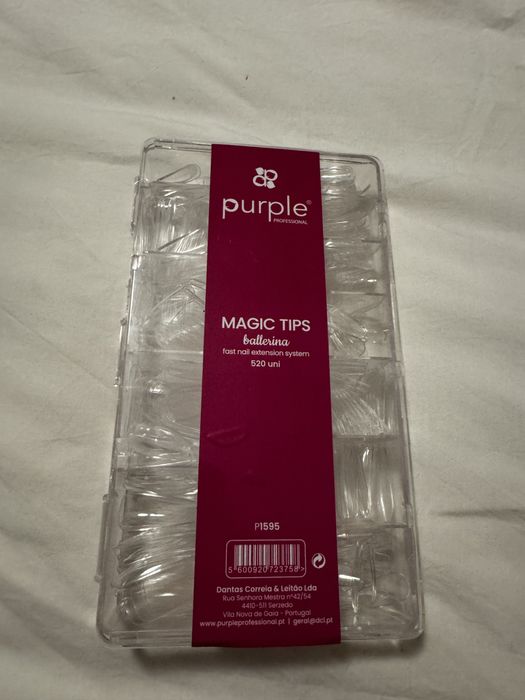 purple®
PROFESSIONAL
MAGIC TIPS
ballerina
fast nail extension system
520 uni
P1595
5 600920 723758 >
Dantas Correia & Leitão Lda
Rua Senhora Mestra nº42/54
4410-511 Serzedo
Vila Nova de Gaia - Portugal
www.purpleprofessional.pt | geral@dcl.pt